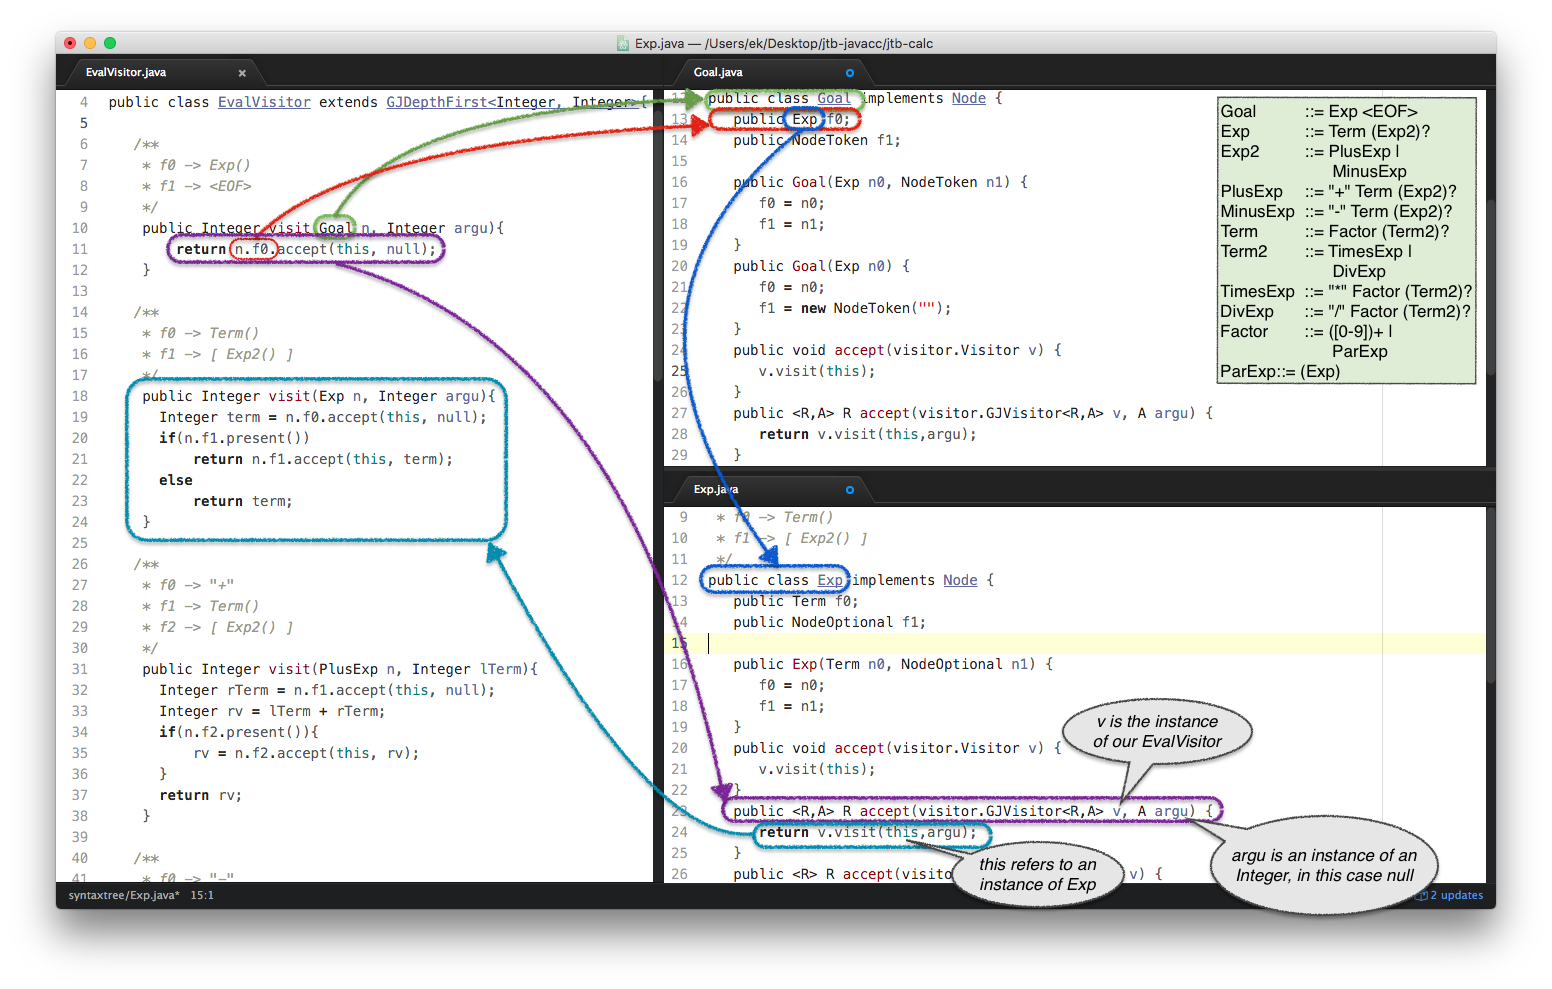 Exp.java — /Users/ek/Desktop/jtb-javacc/jtb-calc
EvalVisitor.java ×
4 public class EvalVisitor extends GJDepthFirst<Integer, Integer>{
5
6 /**
7 * f0 -> Exp()
8 * f1 -> <EOF>
9 */
10 public Integer visit(Goal n, Integer argu){
11 return n.f0.accept(this, null);
12 }
13
14 /**
15 * f0 -> Term()
16 * f1 -> [ Exp2() ]
17 */
18 public Integer visit(Exp n, Integer argu){
19 Integer term = n.f0.accept(this, null);
20 if(n.f1.present())
21 return n.f1.accept(this, term);
22 else
23 return term;
24 }
25
26 /**
27 * f0 -> "+"
28 * f1 -> Term()
29 * f2 -> [ Exp2() ]
30 */
31 public Integer visit(PlusExp n, Integer lTerm){
32 Integer rTerm = n.f1.accept(this, null);
33 Integer rv = lTerm + rTerm;
34 if(n.f2.present()){
35 rv = n.f2.accept(this, rv);
36 }
37 return rv;
38 }
39
40 /**
41 * f0 -> "-"
Goal.java
12 public class Goal implements Node {
13 public Exp f0;
14 public NodeToken f1;
15
16 public Goal(Exp n0, NodeToken n1) {
17 f0 = n0;
18 f1 = n1;
19 }
20 public Goal(Exp n0) {
21 f0 = n0;
22 f1 = new NodeToken("");
23 }
24 public void accept(visitor.Visitor v) {
25 v.visit(this);
26 }
27 public <R,A> R accept(visitor.GJVisitor<R,A> v, A argu) {
28 return v.visit(this,argu);
29 }
Goal ::= Exp <EOF>
Exp ::= Term (Exp2)?
Exp2 ::= PlusExp |
MinusExp
PlusExp ::= "+" Term (Exp2)?
MinusExp ::= "-" Term (Exp2)?
Term ::= Factor (Term2)?
Term2 ::= TimesExp |
DivExp
TimesExp ::= "*" Factor (Term2)?
DivExp ::= "/" Factor (Term2)?
Factor ::= ([0-9])+ |
ParExp
ParExp::= (Exp)
Exp.java
9 * f0 -> Term()
10 * f1 -> [ Exp2() ]
11 */
12 public class Exp implements Node {
13 public Term f0;
14 public NodeOptional f1;
15
16 public Exp(Term n0, NodeOptional n1) {
17 f0 = n0;
18 f1 = n1;
19 }
20 public void accept(visitor.Visitor v) {
21 v.visit(this);
22 }
23 public <R,A> R accept(visitor.GJVisitor<R,A> v, A argu) {
24 return v.visit(this,argu);
25 }
26 public <R> R accept(visito v) {
v is the instance
of our EvalVisitor
this refers to an
instance of Exp
argu is an instance of an
Integer, in this case null
syntaxtree/Exp.java* 15:1
2 updates